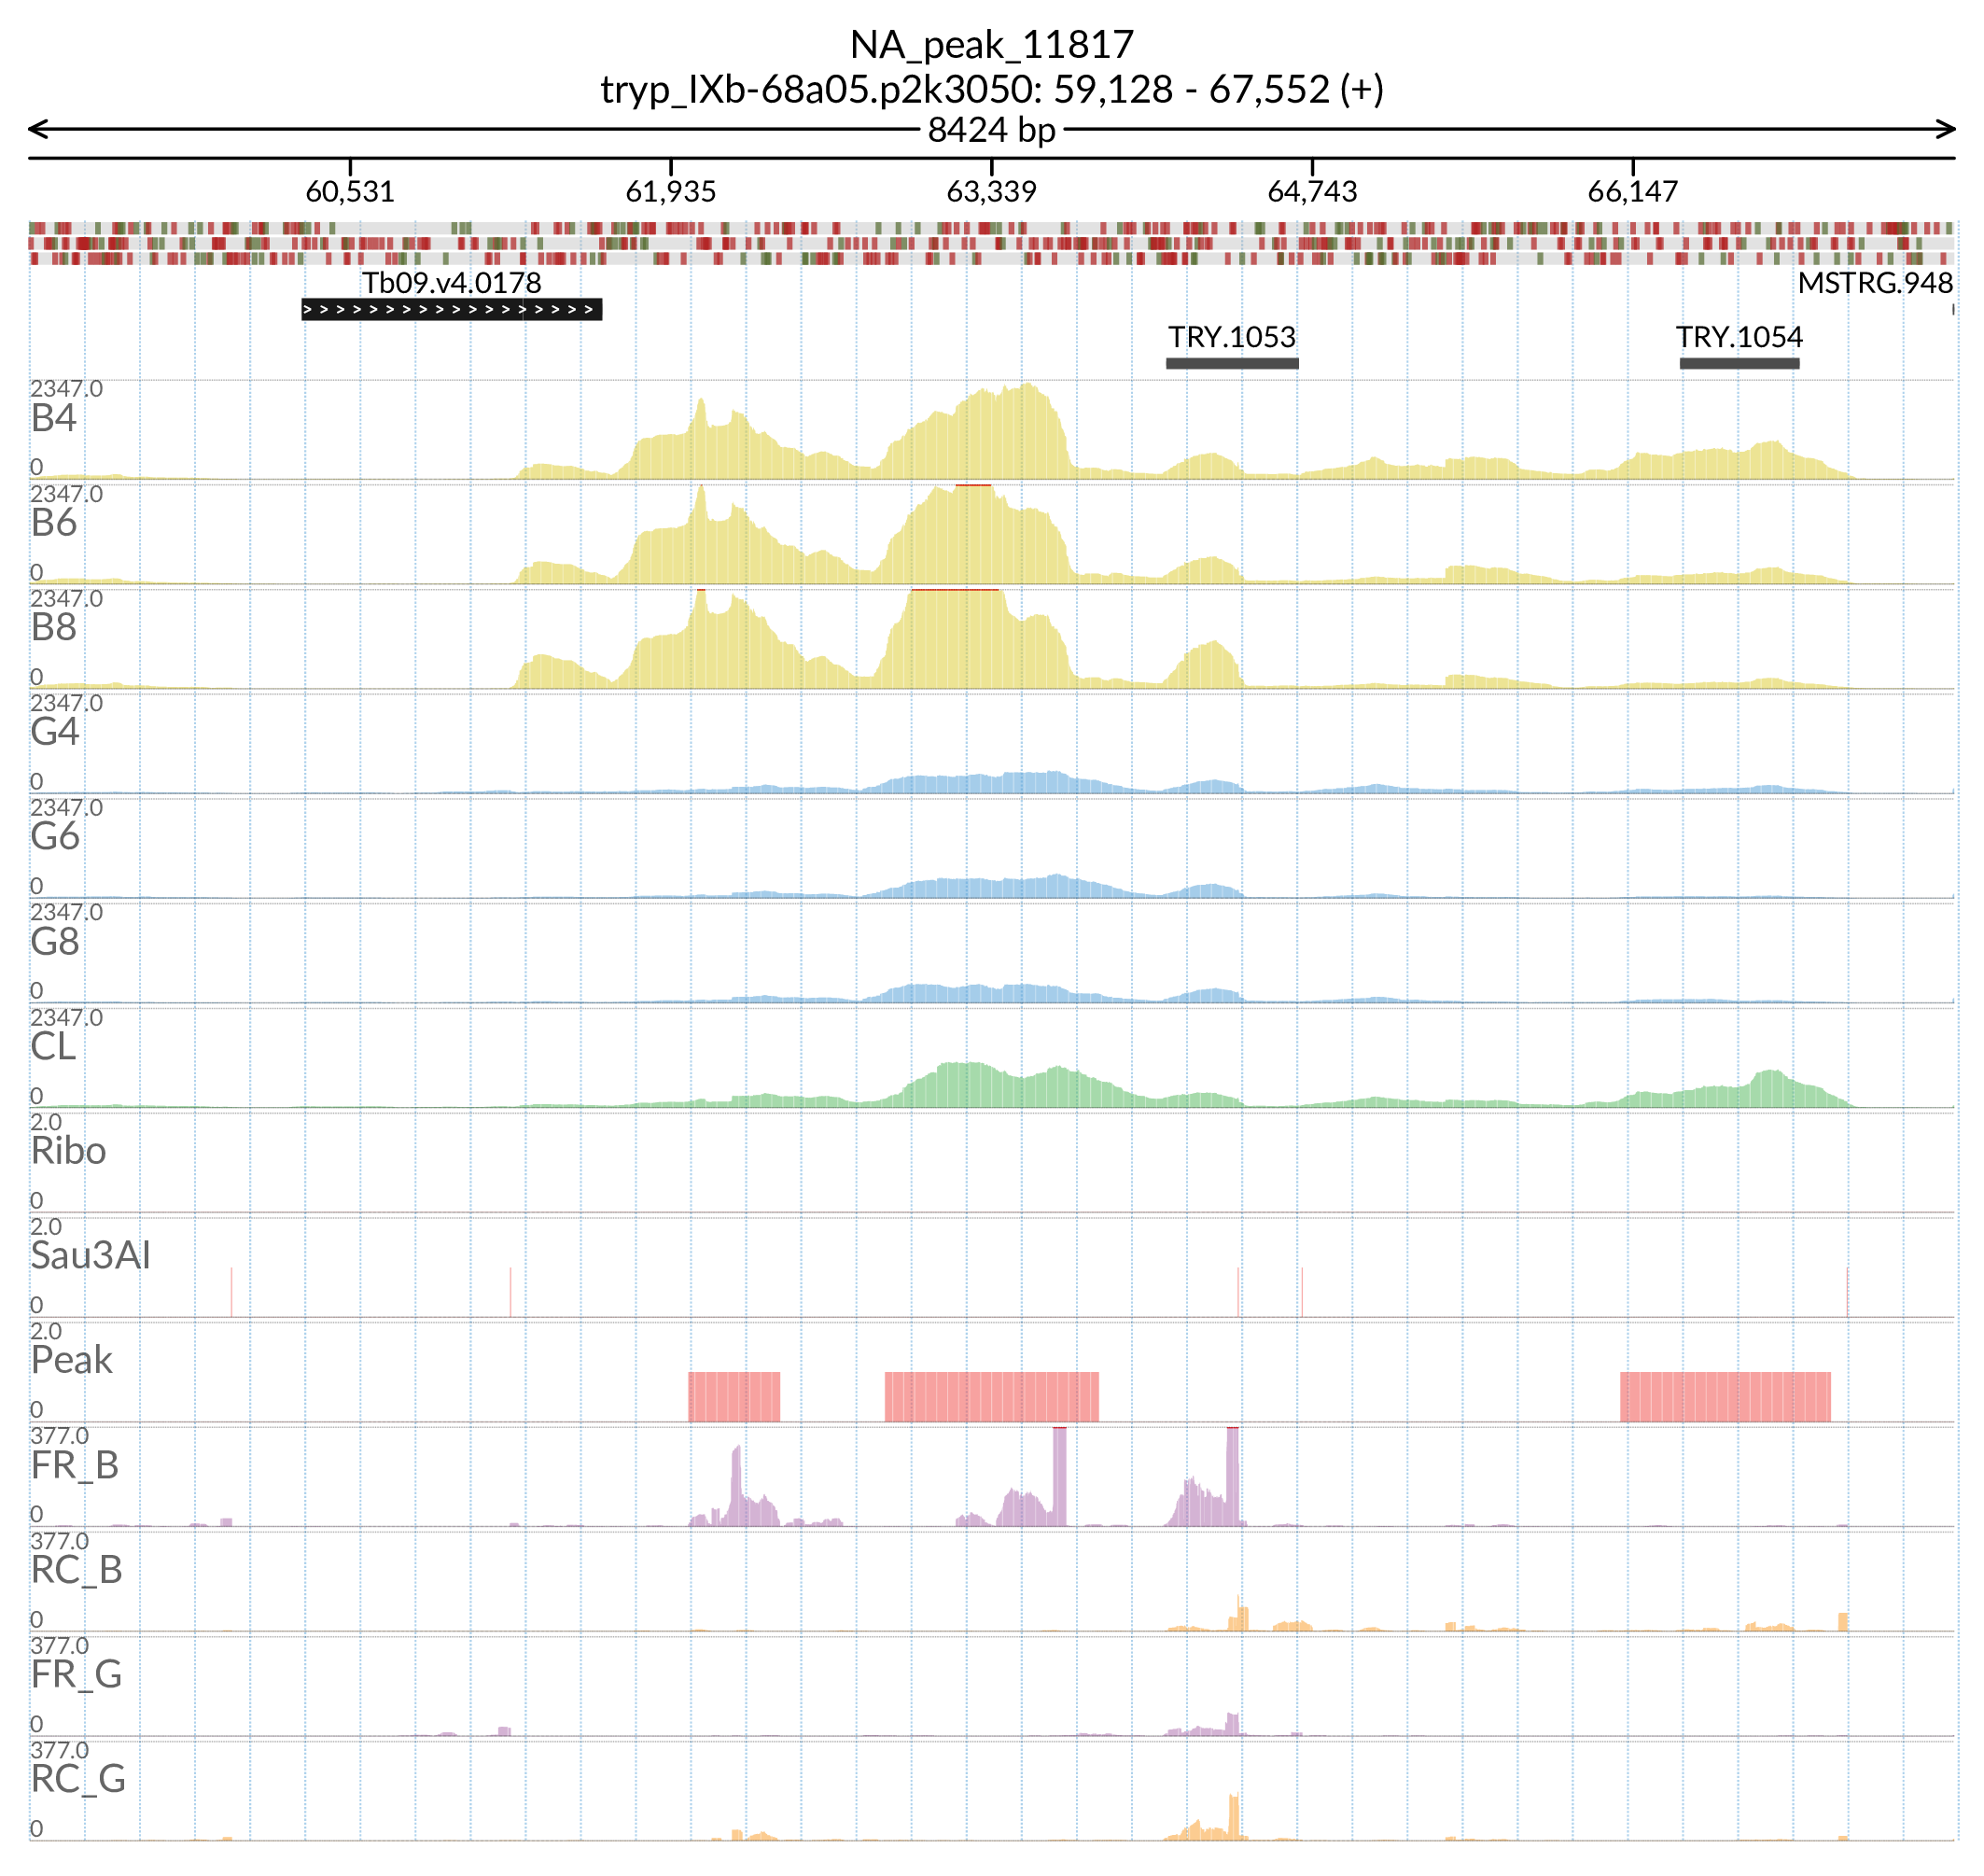 NA_peak_11817
tryp_IXb-68a05.p2k3050: 59,128 - 67,552 (+)
8424 bp
60,531 61,935 63,339 64,743 66,147
Tb09.v4.0178 MSTRG.948
TRY.1053 TRY.1054
2347.0
B4
0
2347.0
B6
0
2347.0
B8
0
2347.0
G4
0
2347.0
G6
0
2347.0
G8
0
2347.0
CL
0
2.0
Ribo
0
2.0
Sau3AI
0
2.0
Peak
0
377.0
FR_B
0
377.0
RC_B
0
377.0
FR_G
0
377.0
RC_G
0